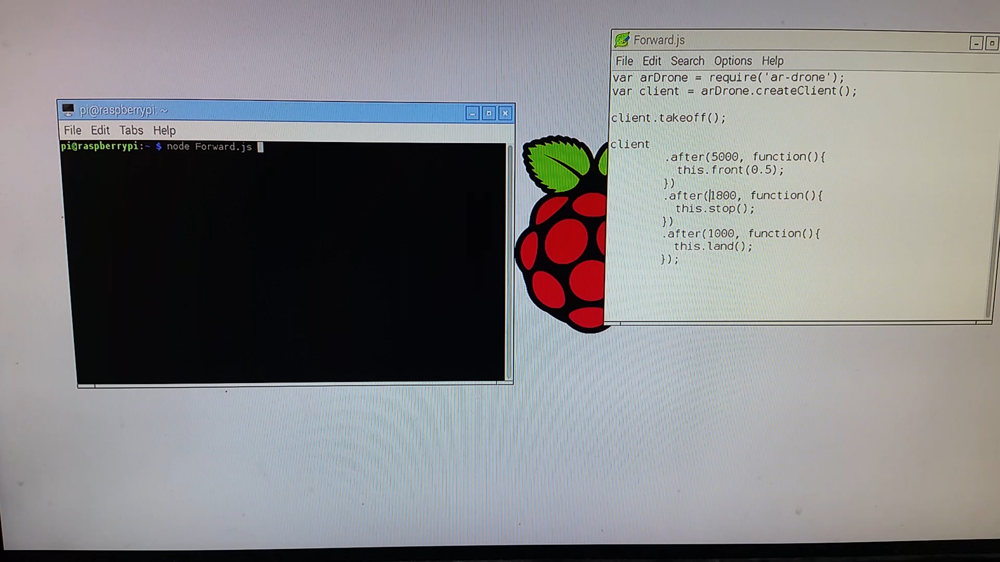 pi@raspberrypi: ~
File Edit Tabs Help
pi@raspberrypi:~ $ node Forward.js
Forward.js
File Edit Search Options Help
var arDrone = require('ar-drone');
var client = arDrone.createClient();
client.takeoff();
client
.after(5000, function(){
this.front(0.5);
})
.after(1800, function(){
this.stop();
})
.after(1000, function(){
this.land();
});